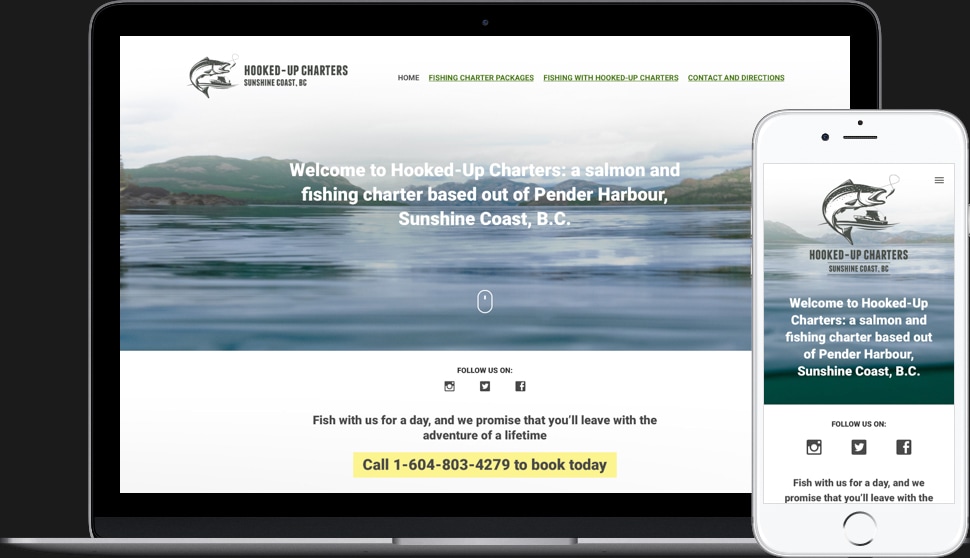 HOOKED-UP CHARTERS
SUNSHINE COAST, BC
HOME FISHING CHARTER PACKAGES FISHING WITH HOOKED-UP CHARTERS CONTACT AND DIRECTIONS
Welcome to Hooked-Up Charters: a salmon and
fishing charter based out of Pender Harbour,
Sunshine Coast, B.C.
FOLLOW US ON:
Fish with us for a day, and we promise that you’ll leave with the
adventure of a lifetime
Call 1-604-803-4279 to book today
HOOKED-UP CHARTERS
SUNSHINE COAST, BC
Welcome to Hooked-Up
Charters: a salmon and
fishing charter based out
of Pender Harbour,
Sunshine Coast, B.C.
FOLLOW US ON:
Fish with us for a day, and we
promise that you’ll leave with the